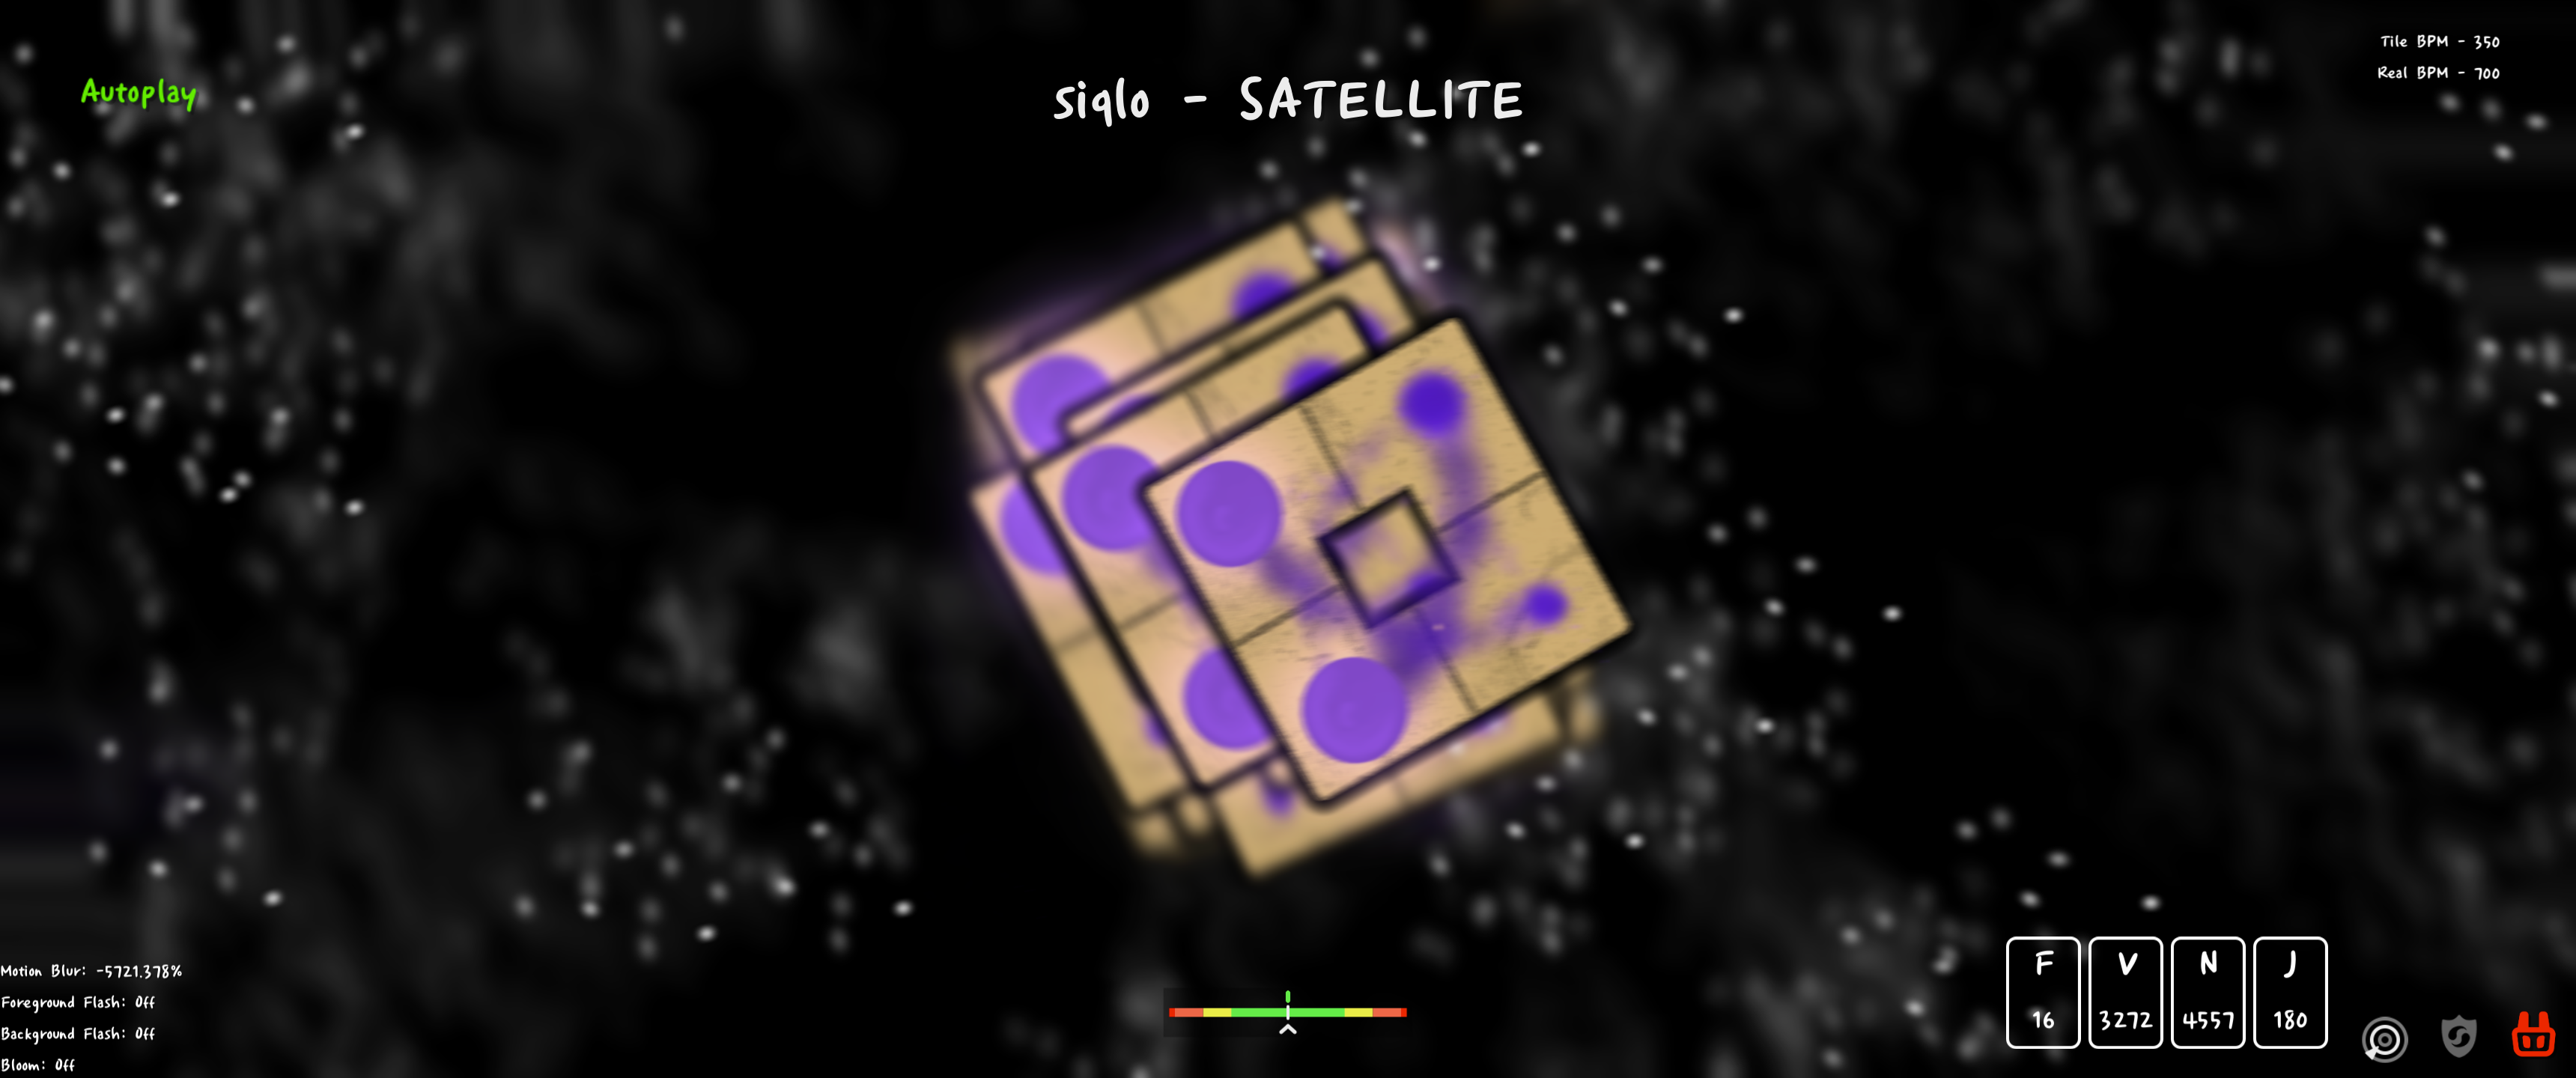 Autoplay
siqlo - SATELLITE
Tile BPM - 350
Real BPM - 700
Motion Blur: -5721.378%
Foreground Flash: Off
Background Flash: Off
Bloom: Off
F V N J
16 3272 4557 180